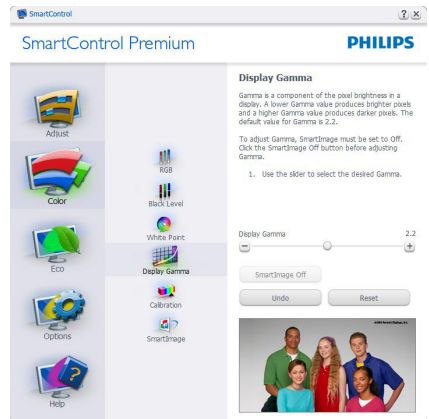 SmartControl
SmartControl Premium
PHILIPS
Adjust
Color
Eco
Options
Help
RGB
Black Level
White Point
Display Gamma
Calibration
SmartImage
Display Gamma
Gamma is a component of the pixel brightness in a
display. A lower Gamma value produces brighter pixels
and a higher Gamma value produces darker pixels. The
default value for Gamma is 2.2.
To adjust Gamma, SmartImage must be set to Off.
Click the SmartImage Off button before adjusting
Gamma.
1. Use the slider to select the desired Gamma.
Display Gamma 2.2
SmartImage Off
Undo Reset